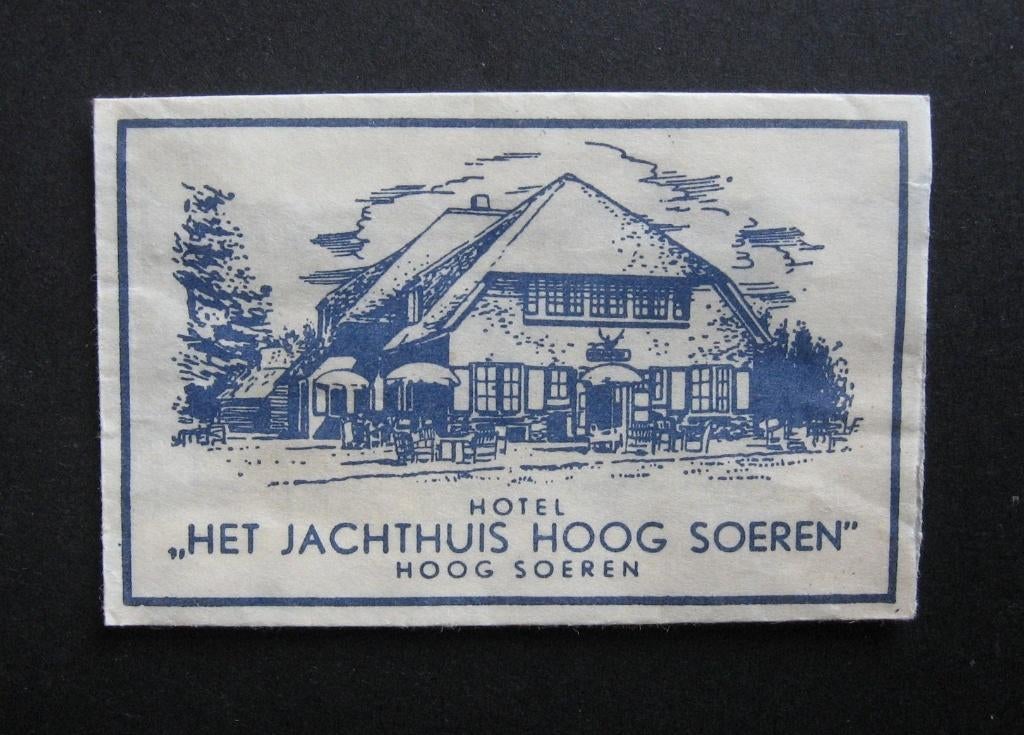 HOTEL
„HET JACHTHUIS HOOG SOEREN”
HOOG SOEREN